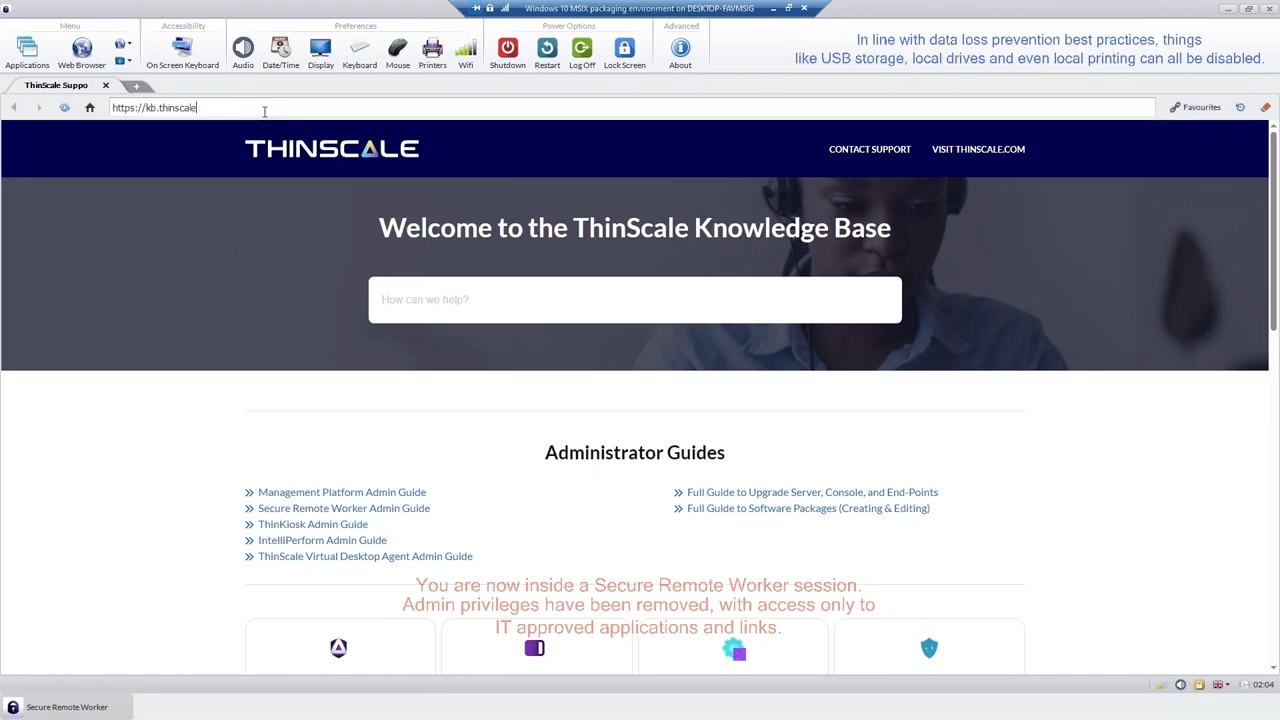 Windows 10 MSIX packaging environment on DESKTOP-FAVMSIG
Menu
Accessibility
Preferences
Power Options
Advanced
Applications
Web Browser
On Screen Keyboard
Audio
Date/Time
Display
Keyboard
Mouse
Printers
Wifi
Shutdown
Restart
Log Off
Lock Screen
About
In line with data loss prevention best practices, things
like USB storage, local drives and even local printing can all be disabled.
ThinScale Suppo
https://kb.thinscale
Favourites
THINSCALE
CONTACT SUPPORT
VISIT THINSCALE.COM
Welcome to the ThinScale Knowledge Base
How can we help?
Administrator Guides
Management Platform Admin Guide
Secure Remote Worker Admin Guide
ThinKiosk Admin Guide
IntelliPerform Admin Guide
ThinScale Virtual Desktop Agent Admin Guide
Full Guide to Upgrade Server, Console, and End-Points
Full Guide to Software Packages (Creating & Editing)
You are now inside a Secure Remote Worker session.
Admin privileges have been removed, with access only to
IT approved applications and links.
02:04
Secure Remote Worker